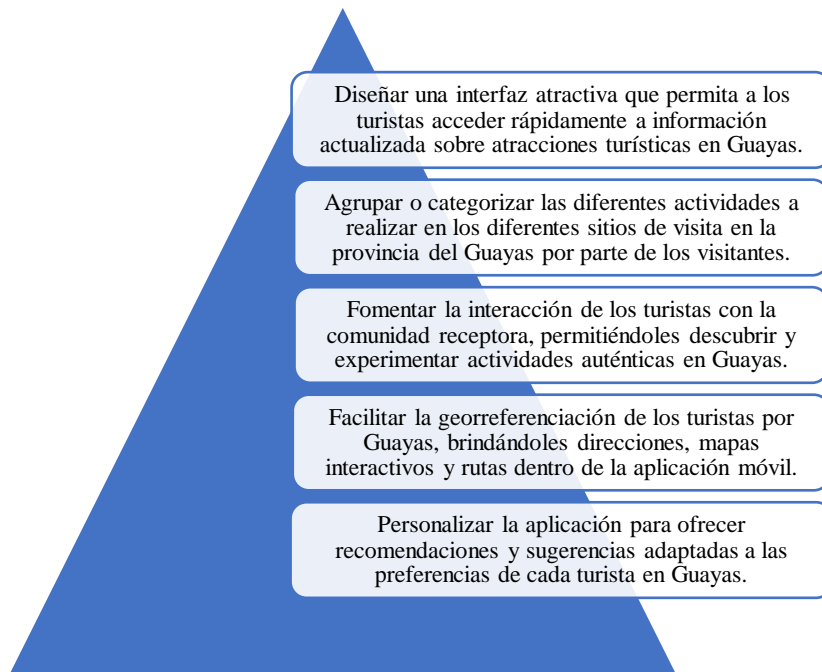 Diseñar una interfaz atractiva que permita a los
turistas acceder rápidamente a información
actualizada sobre atracciones turísticas en Guayas.
Agrupar o categorizar las diferentes actividades a
realizar en los diferentes sitios de visita en la
provincia del Guayas por parte de los visitantes.
Fomentar la interacción de los turistas con la
comunidad receptora, permitiéndoles descubrir y
experimentar actividades auténticas en Guayas.
Facilitar la georreferenciación de los turistas por
Guayas, brindándoles direcciones, mapas
interactivos y rutas dentro de la aplicación móvil.
Personalizar la aplicación para ofrecer
recomendaciones y sugerencias adaptadas a las
preferencias de cada turista en Guayas.